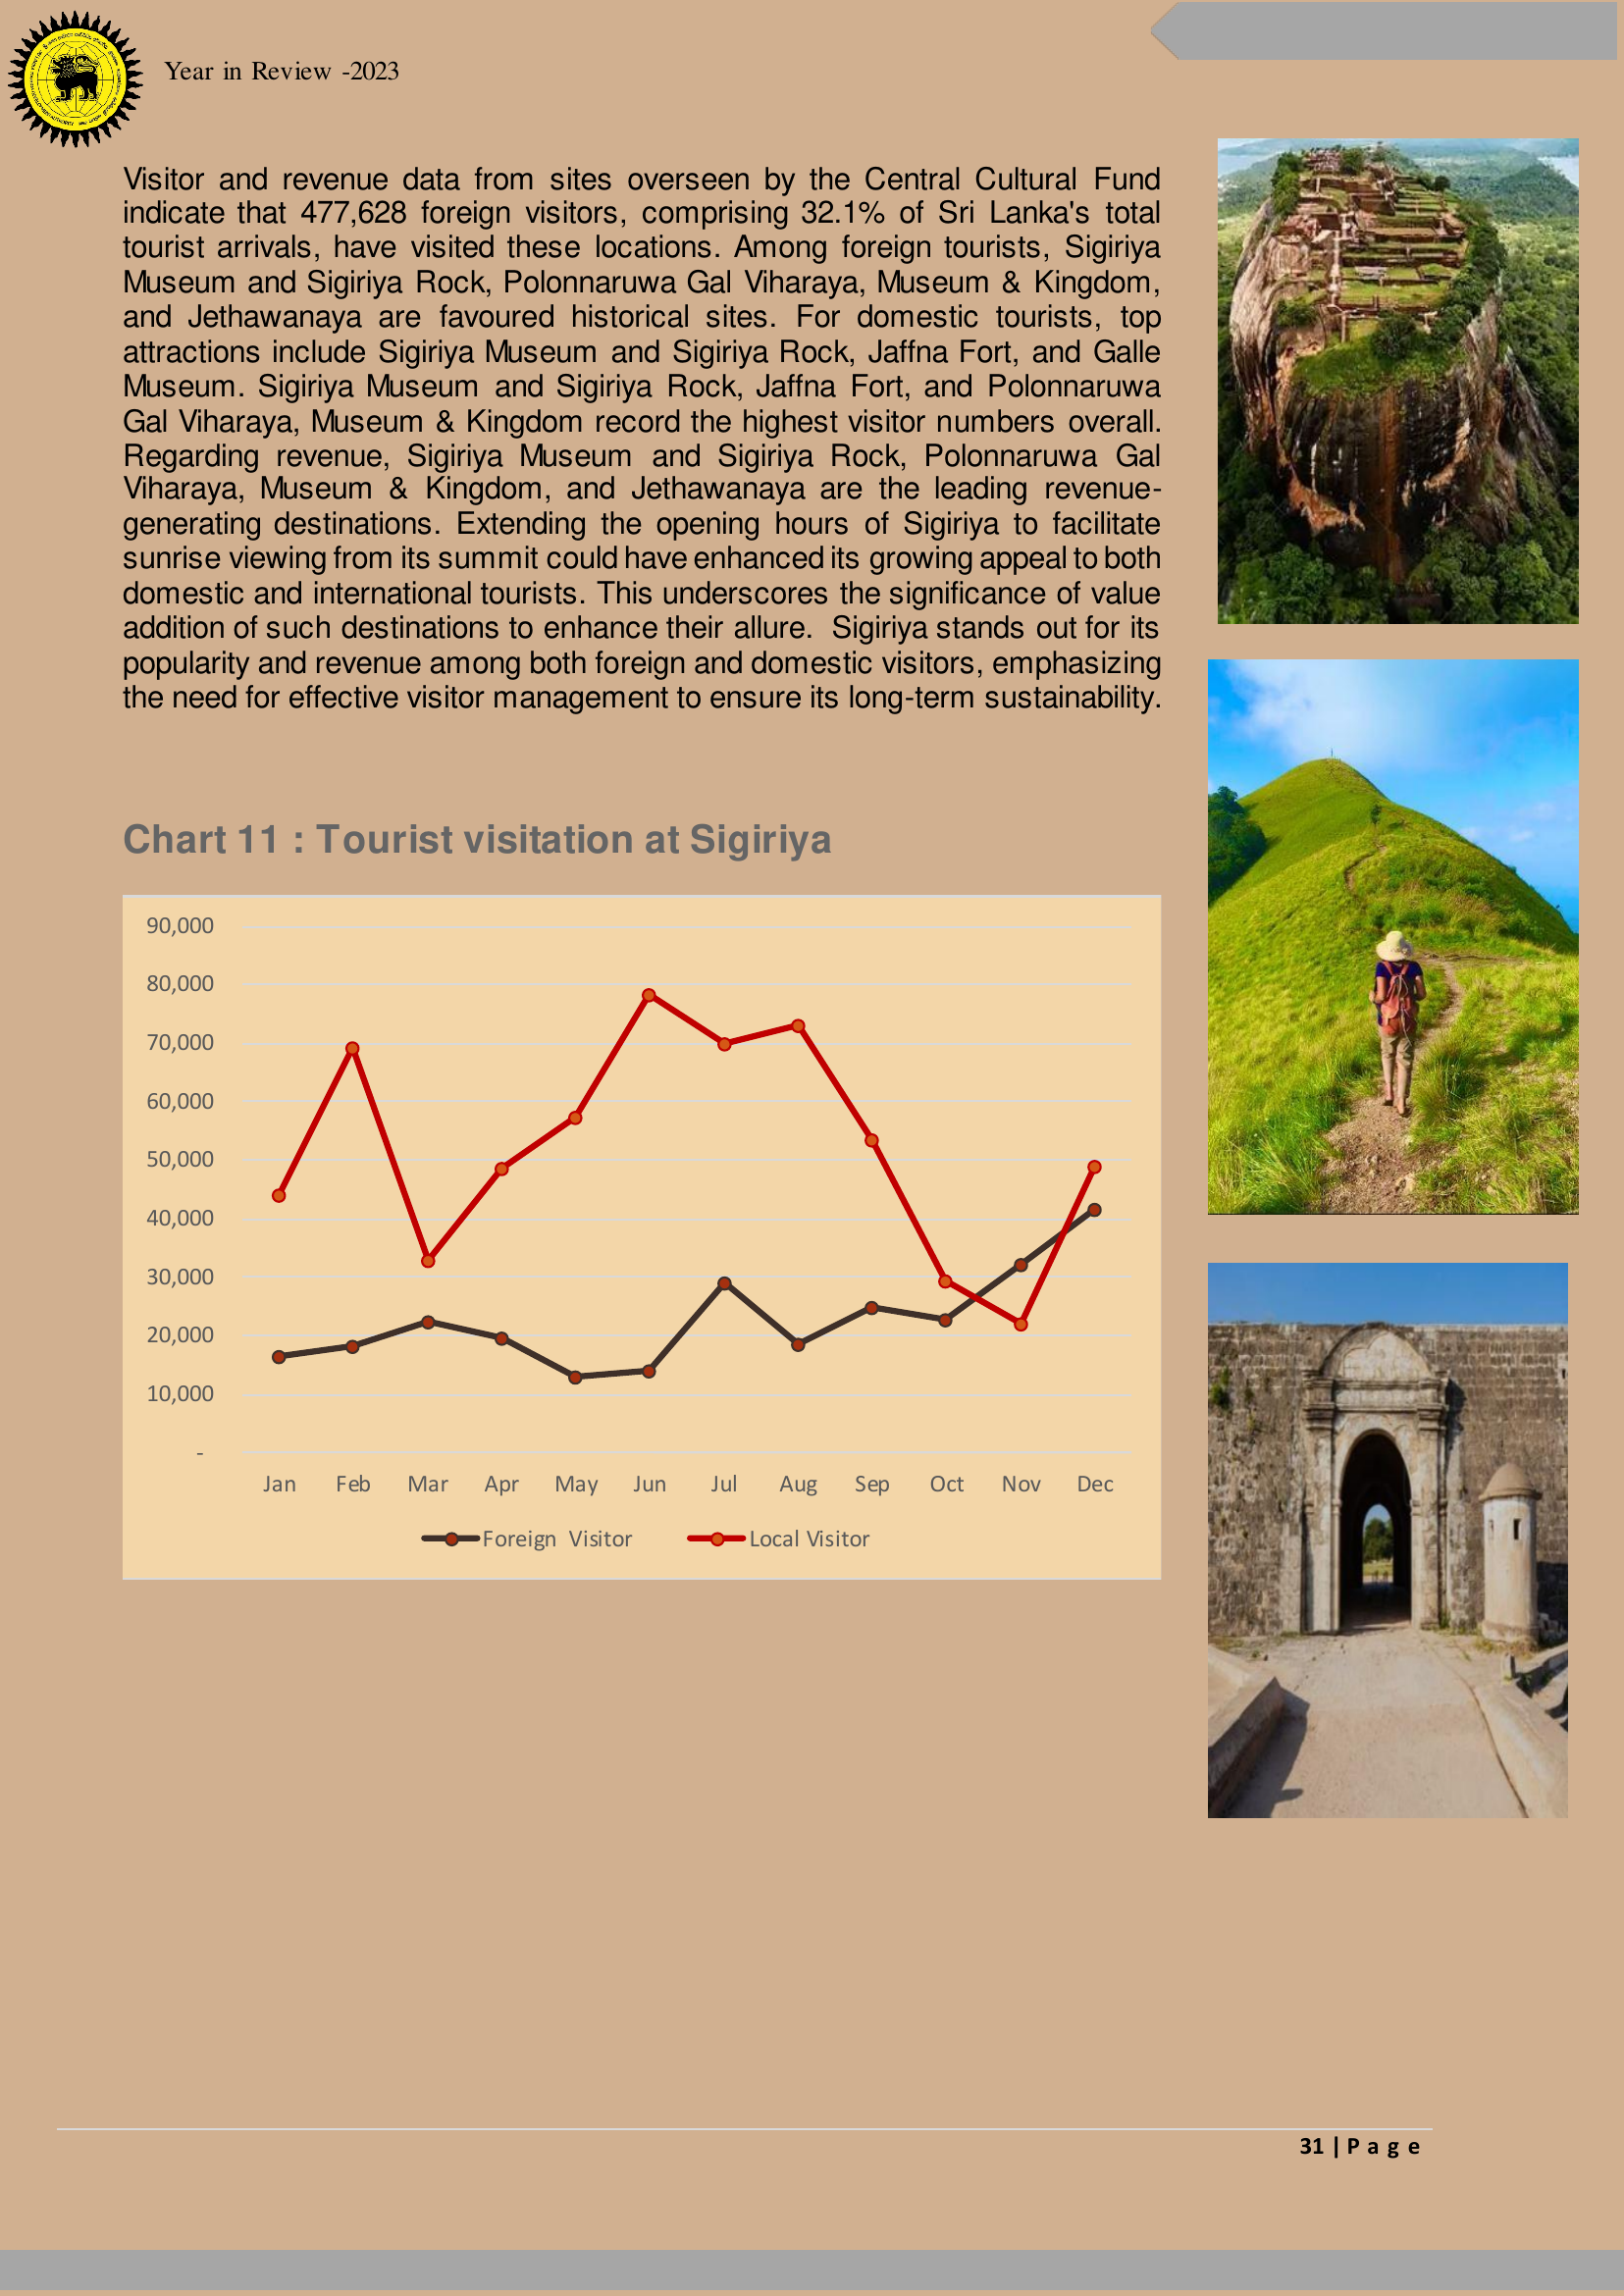 Year in Review -2023
Visitor and revenue data from sites overseen by the Central Cultural Fund
indicate that 477,628 foreign visitors, comprising 32.1% of Sri Lanka's total
tourist arrivals, have visited these locations. Among foreign tourists, Sigiriya
Museum and Sigiriya Rock, Polonnaruwa Gal Viharaya, Museum & Kingdom,
and Jethawanaya are favoured historical sites. For domestic tourists, top
attractions include Sigiriya Museum and Sigiriya Rock, Jaffna Fort, and Galle
Museum. Sigiriya Museum and Sigiriya Rock, Jaffna Fort, and Polonnaruwa
Gal Viharaya, Museum & Kingdom record the highest visitor numbers overall.
Regarding revenue, Sigiriya Museum and Sigiriya Rock, Polonnaruwa Gal
Viharaya, Museum & Kingdom, and Jethawanaya are the leading revenue-
generating destinations. Extending the opening hours of Sigiriya to facilitate
sunrise viewing from its summit could have enhanced its growing appeal to both
domestic and international tourists. This underscores the significance of value
addition of such destinations to enhance their allure. Sigiriya stands out for its
popularity and revenue among both foreign and domestic visitors, emphasizing
the need for effective visitor management to ensure its long-term sustainability.
Chart 11 : Tourist visitation at Sigiriya
90,000
80,000
70,000
60,000
50,000
40,000
30,000
20,000
10,000
-
Jan Feb Mar Apr May Jun Jul Aug Sep Oct Nov Dec
Foreign Visitor Local Visitor
31 | P a g e